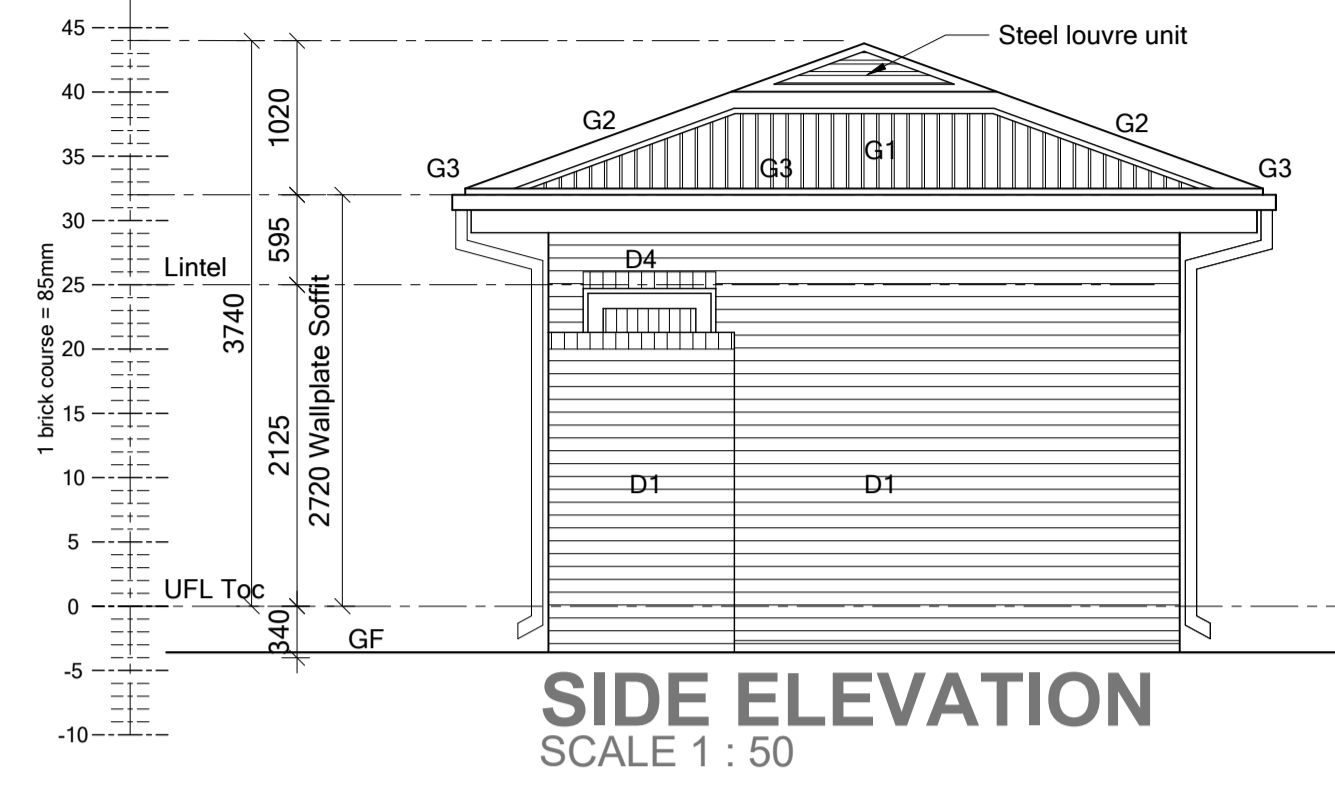 45
Steel louvre unit
40
1020
G2
G2
35
G3
G3
G1
G3
30
595
D4
Lintel
25
3740
2720 Wallplate Soffit
20
1 brick course = 85mm
15
2125
10
D1
D1
5
UFL Toc
0
340
GF
-5
SIDE ELEVATION
-10
SCALE 1 : 50